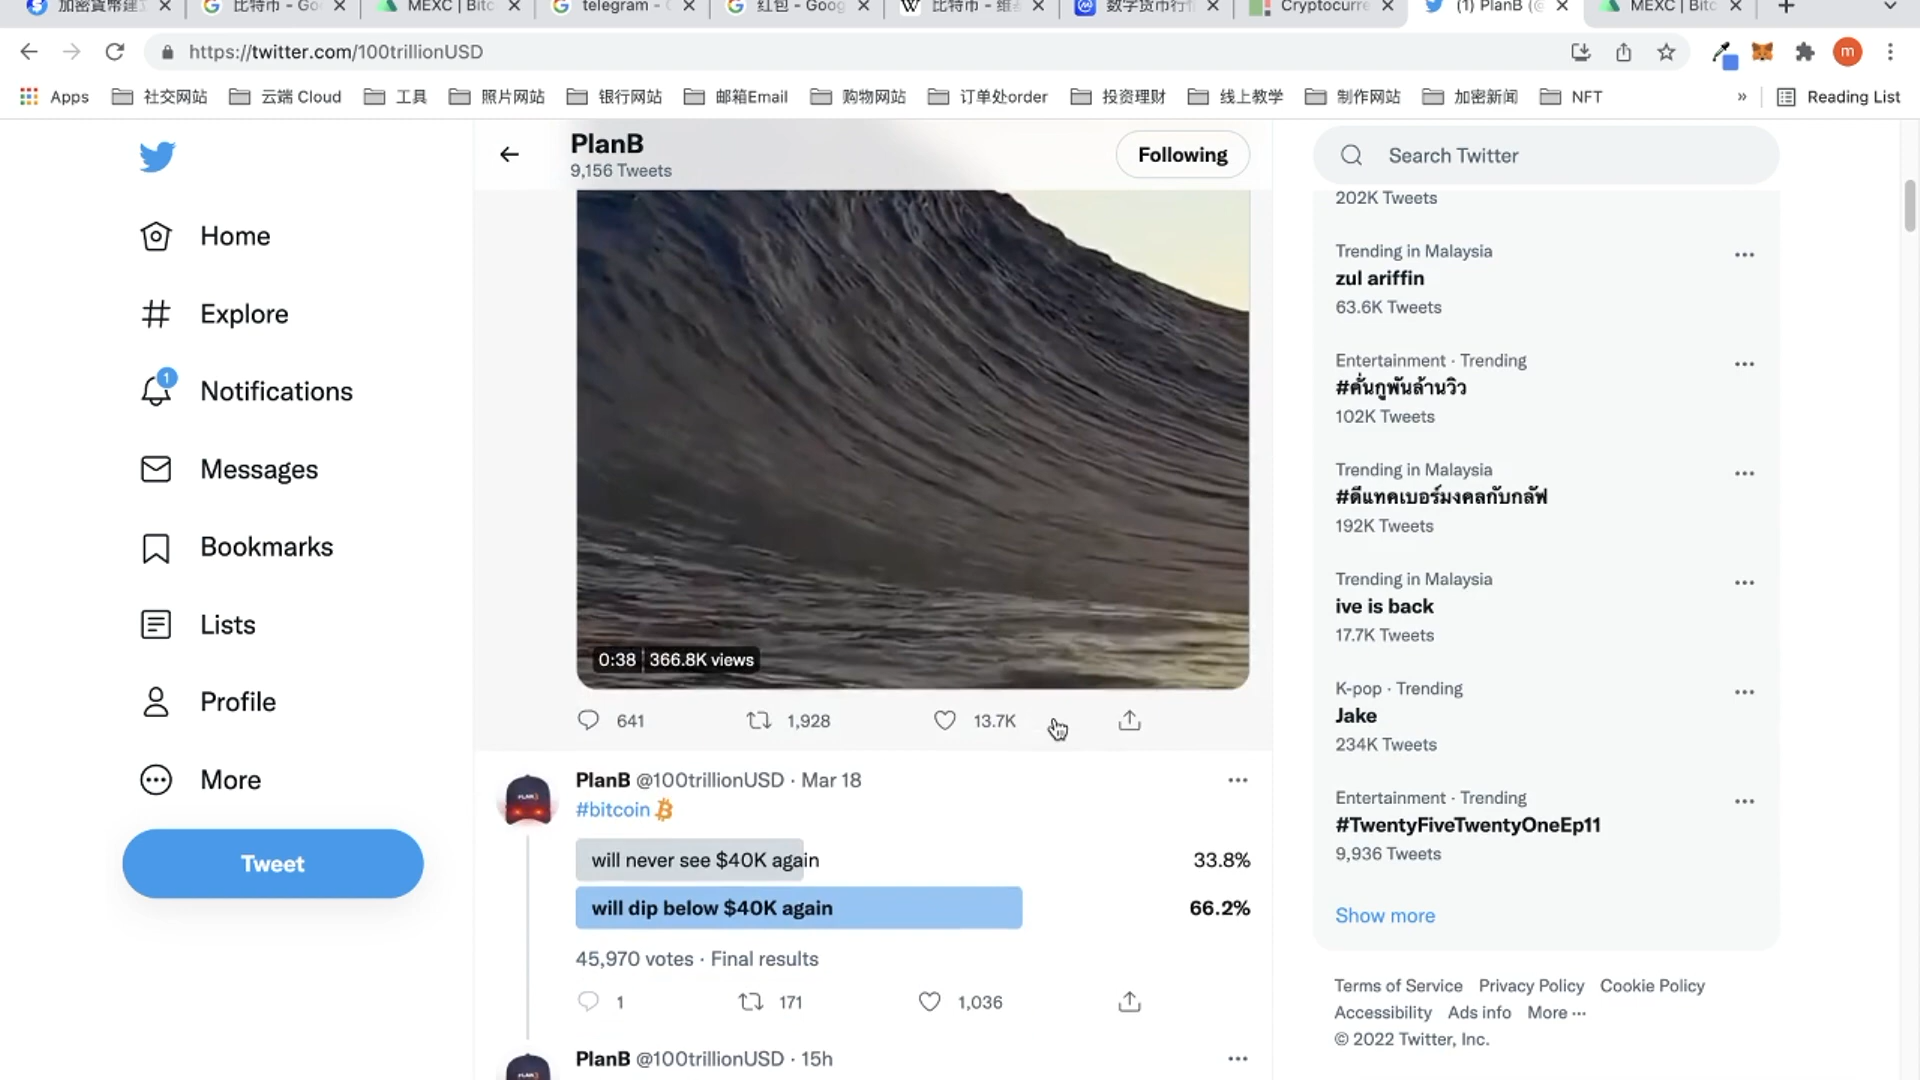 加密貨幣建
比特币 - Go
MEXC | Bitc
telegram -
红包 - Goog
比特币 - 维
数字货币行情
Cryptocurre
(1) PlanB (@
MEXC | Bitc
https://twitter.com/100trillionUSD
m
Apps
社交网站
云端 Cloud
工具
照片网站
银行网站
邮箱Email
购物网站
订单处order
投资理财
线上教学
制作网站
加密新闻
NFT
»
Reading List
PlanB
9,156 Tweets
Following
Search Twitter
Home
Explore
1
Notifications
Messages
Bookmarks
Lists
Profile
More
Tweet
0:38 366.8K views
641 1,928 13.7K
PlanB @100trillionUSD · Mar 18
#bitcoin
will never see $40K again 33.8%
will dip below $40K again 66.2%
45,970 votes · Final results
1 171 1,036
PlanB @100trillionUSD · 15h
202K Tweets
Trending in Malaysia
zul ariffin
63.6K Tweets
Entertainment · Trending
#คั่นกูพันล้านวิว
102K Tweets
Trending in Malaysia
#ดีแทคเบอร์มงคลกับกลัฟ
192K Tweets
Trending in Malaysia
ive is back
17.7K Tweets
K-pop · Trending
Jake
234K Tweets
Entertainment · Trending
#TwentyFiveTwentyOneEp11
9,936 Tweets
Show more
Terms of Service Privacy Policy Cookie Policy
Accessibility Ads info More ···
© 2022 Twitter, Inc.